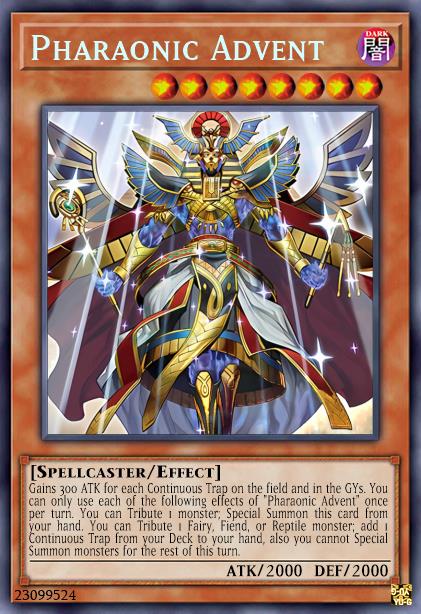 Pharaonic Advent
DARK
闇
[Spellcaster/Effect]
Gains 300 ATK for each Continuous Trap on the field and in the GYs. You
can only use each of the following effects of "Pharaonic Advent" once
per turn. You can Tribute 1 monster; Special Summon this card from
your hand. You can Tribute 1 Fairy, Fiend, or Reptile monster; add 1
Continuous Trap from your Deck to your hand, also you cannot Special
Summon monsters for the rest of this turn.
ATK/2000 DEF/2000
23099524